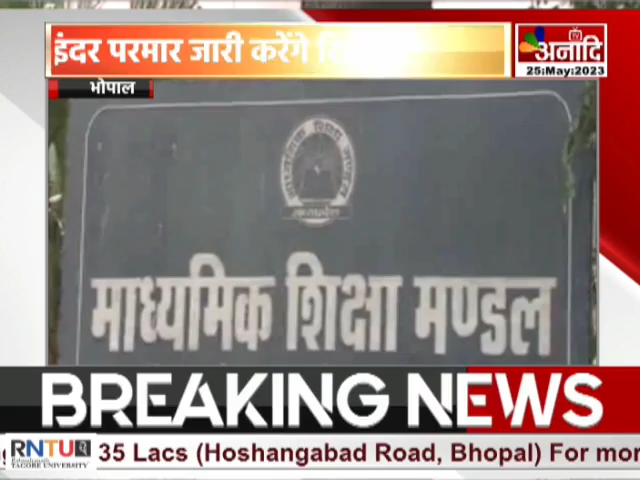 इंदर परमार जारी करेंगे
TV
अनादि
25:May:2023
भोपाल
माध्यमिक शिक्षा मण्डल
BREAKING NEWS
RNTU
TAGORE UNIVERSITY
35 Lacs (Hoshangabad Road, Bhopal) For mor